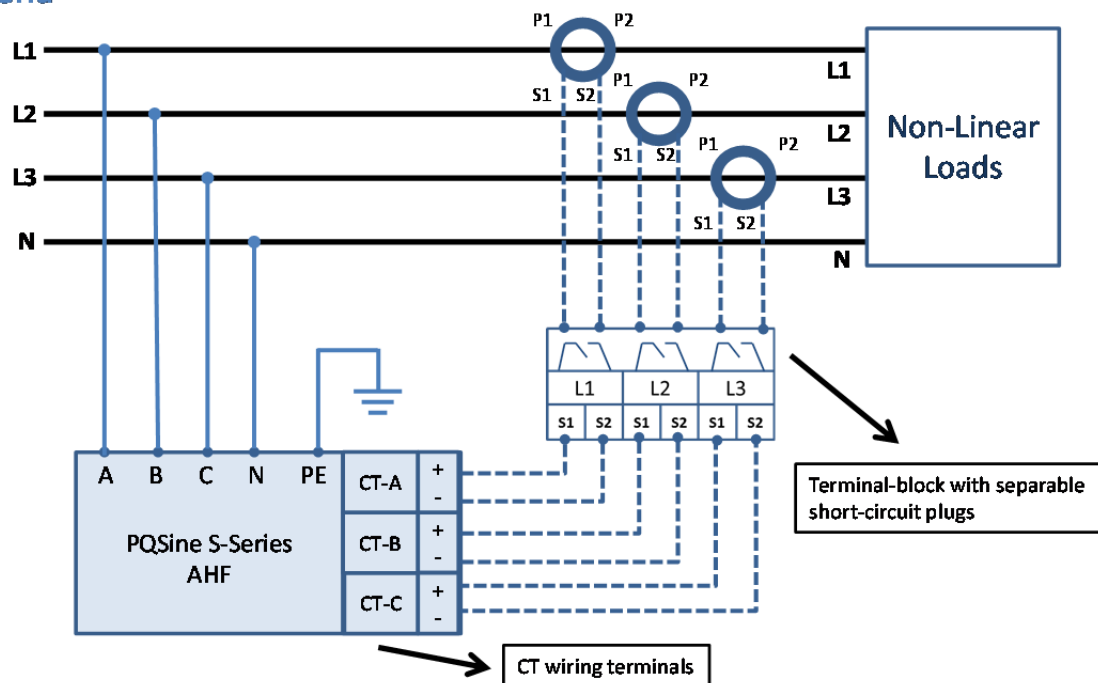 P1 P2
L1
L1
S1 S2 P1 P2
L2
L2
S1 S2 P1 P2
L3
L3
S1 S2
N
N
Non-Linear
Loads
L1 L2 L3
S1 S2 S1 S2 S1 S2
A B C N PE
CT-A + -
CT-B + -
CT-C + -
PQSine S-Series
AHF
Terminal-block with separable
short-circuit plugs
CT wiring terminals